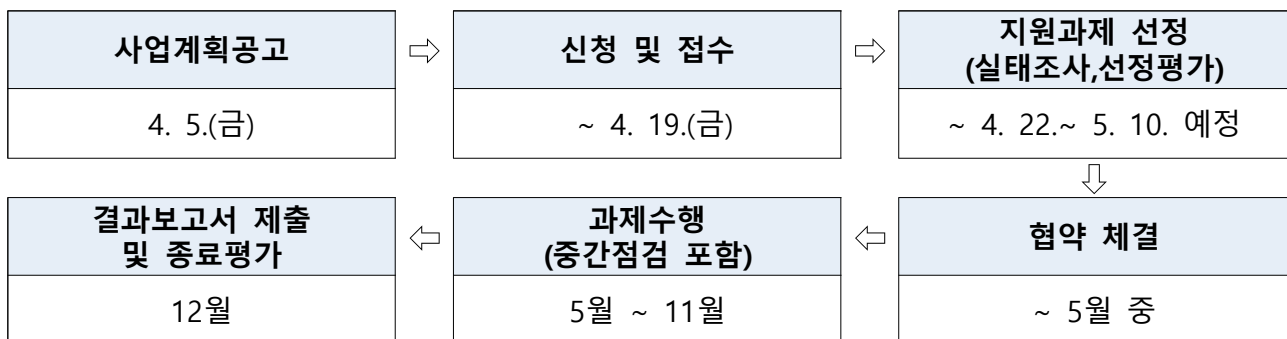 사업계획공고
4. 5.(금)
⇨
신청 및 접수
~ 4. 19.(금)
⇨
지원과제 선정
(실태조사,선정평가)
~ 4. 22.~ 5. 10. 예정
⇩
협약 체결
~ 5월 중
⇦
과제수행
(중간점검 포함)
5월 ~ 11월
⇦
결과보고서 제출
및 종료평가
12월